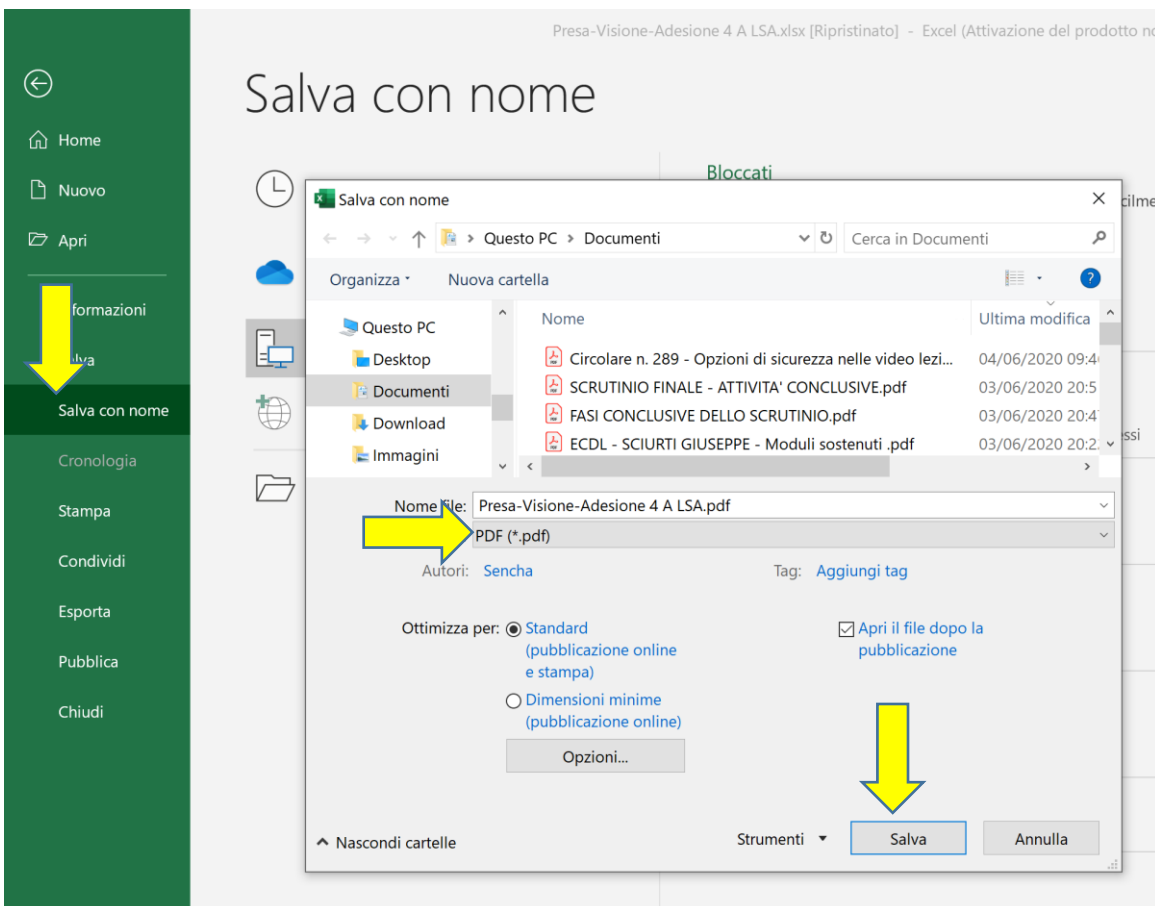 Presa-Visione-Adesione 4 A LSA.xlsx [Ripristinato] - Excel (Attivazione del prodotto
Salva con nome
Home
Nuovo
Apri
Salva con nome
Cronologia
Stampa
Condividi
Esporta
Pubblica
Chiudi
Bloccati
Salva con nome
Questo PC > Documenti
Cerca in Documenti
Organizza
Nuova cartella
?
Questo PC
Desktop
Documenti
Download
Immagini
Nome
Ultima modifica
Circolare n. 289 - Opzioni di sicurezza nelle video lezi... 04/06/2020 09:4
SCRUTINIO FINALE - ATTIVITA' CONCLUSIVE.pdf 03/06/2020 20:5
FASI CONCLUSIVE DELLO SCRUTINIO.pdf 03/06/2020 20:4
ECDL - SCIURTI GIUSEPPE - Moduli sostenuti .pdf 03/06/2020 20:2
Nome file: Presa-Visione-Adesione 4 A LSA.pdf
PDF (*.pdf)
Autori: Sencha
Tag: Aggiungi tag
Ottimizza per:
Standard
(pubblicazione online
e stampa)
Dimensioni minime
(pubblicazione online)
Apri il file dopo la
pubblicazione
Opzioni...
Nascondi cartelle
Strumenti
Salva
Annulla